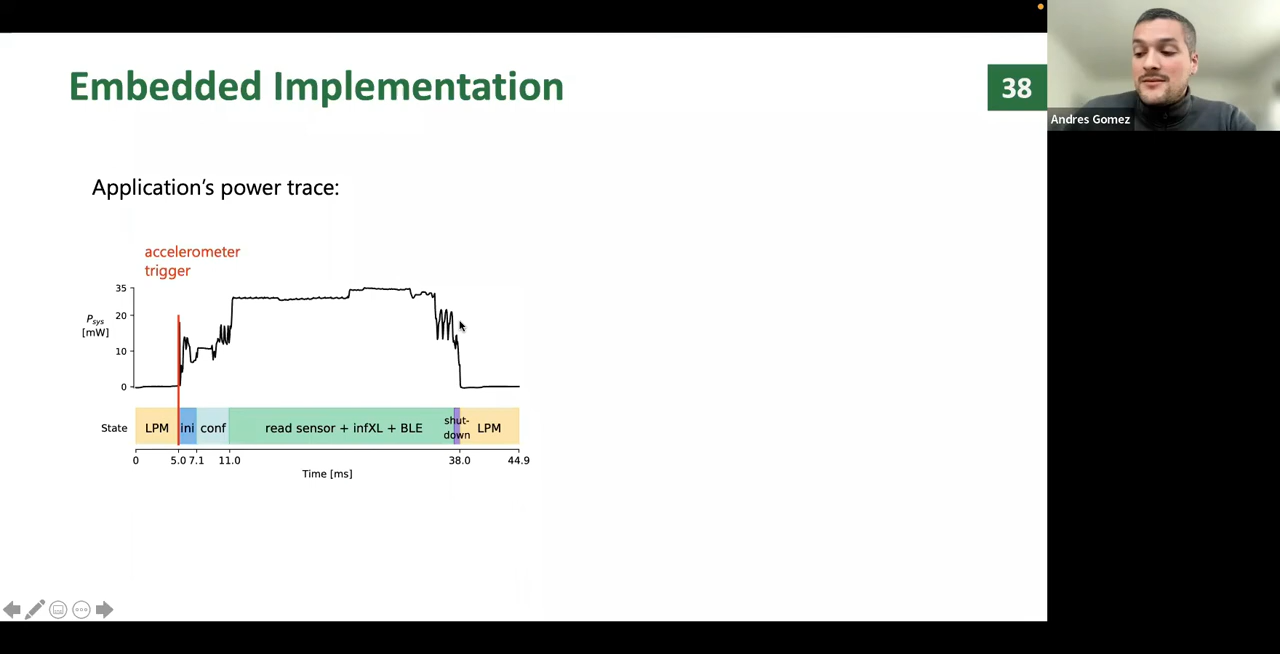 Embedded Implementation
38
Andres Gomez
Application's power trace:
accelerometer
trigger
35
20
10
0
Psys
[mW]
State
LPM
ini
conf
read sensor + infXL + BLE
shut-
down
LPM
0
5.0
7.1
11.0
38.0
44.9
Time [ms]